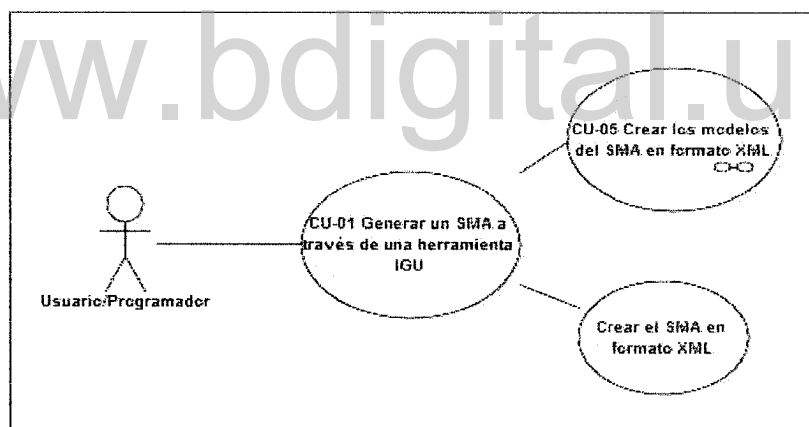 ww.bdigital.u
CU-05 Crear los modelos
del SMA en formato XML
CU-01 Generar un SMA a
través de una herramienta
IGU
Usuario/Programador
Crear el SMA en
formato XML